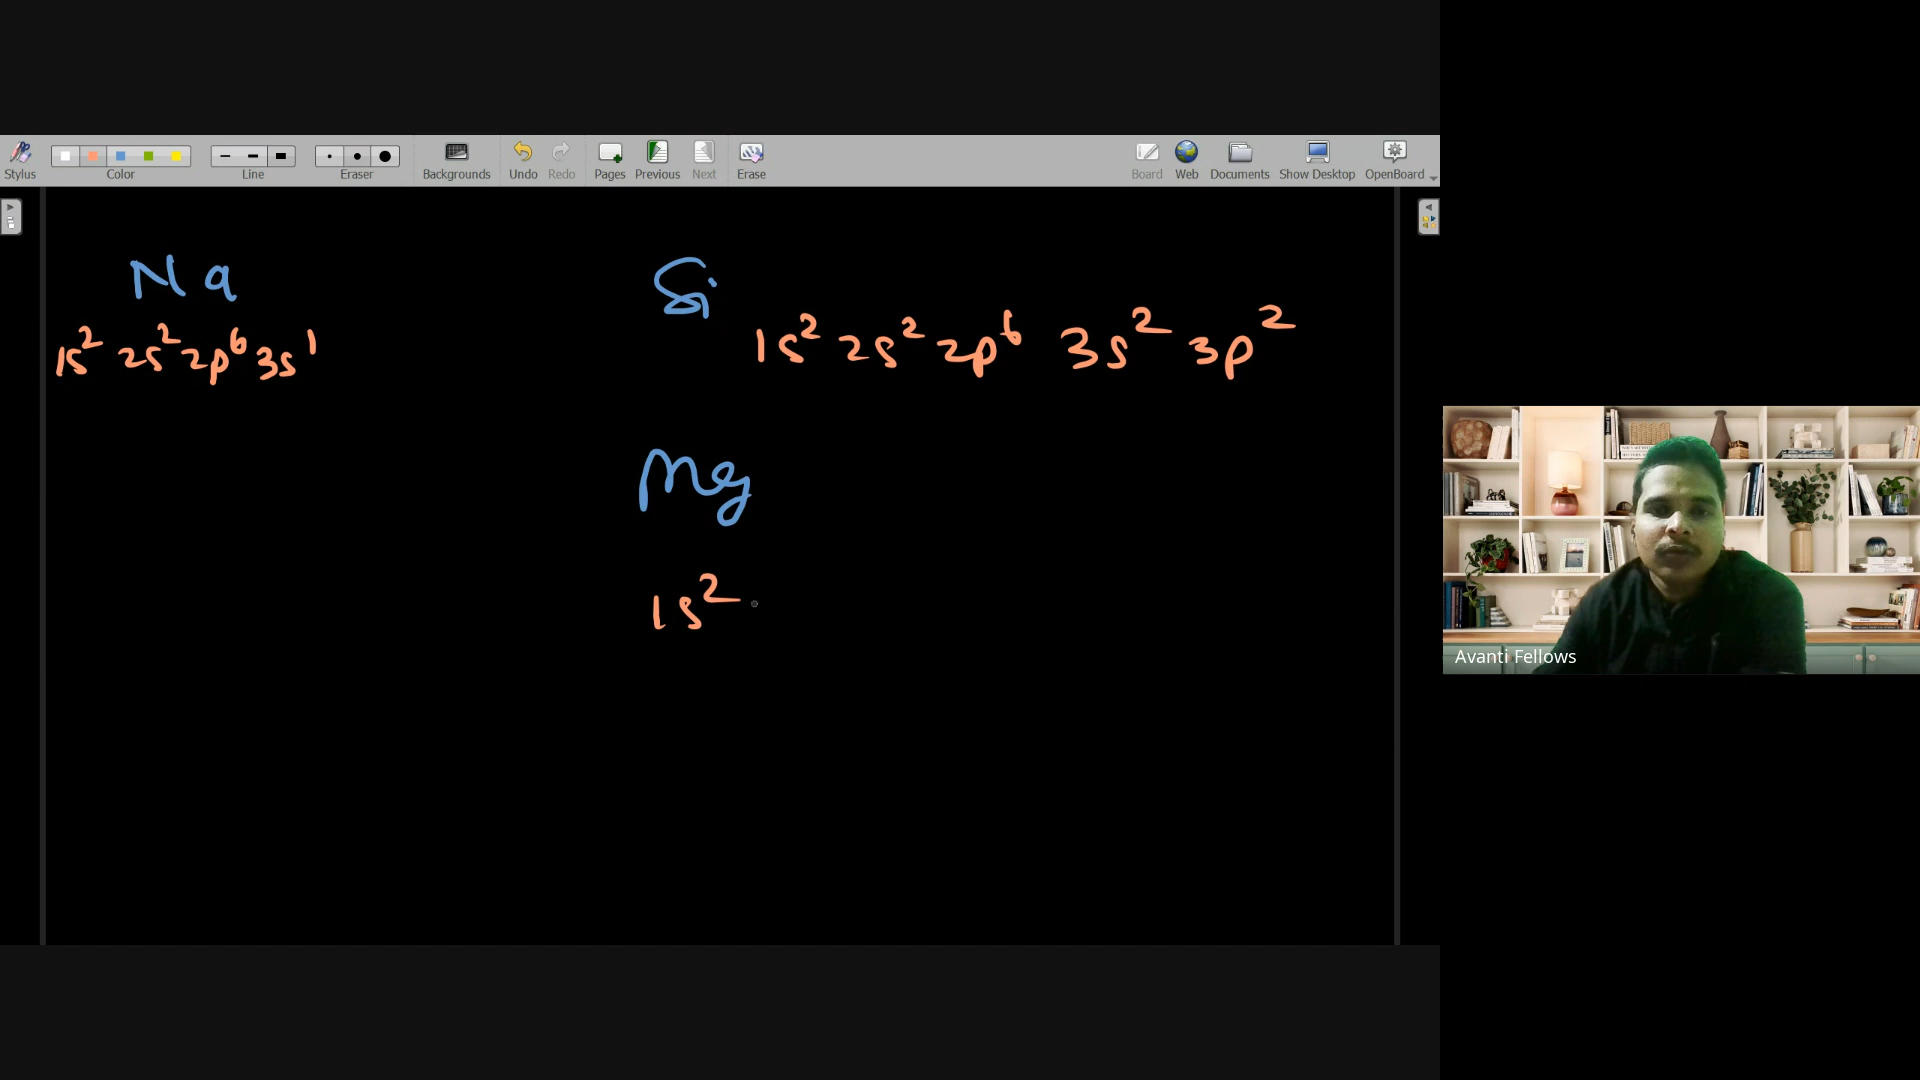 Stylus Color Line Eraser Backgrounds Undo Redo Pages Previous Next Erase Board Web Documents Show Desktop OpenBoard
Na
1s² 2s² 2p⁶ 3s¹
Si
1s² 2s² 2p⁶ 3s² 3p²
Mg
1s²
Avanti Fellows